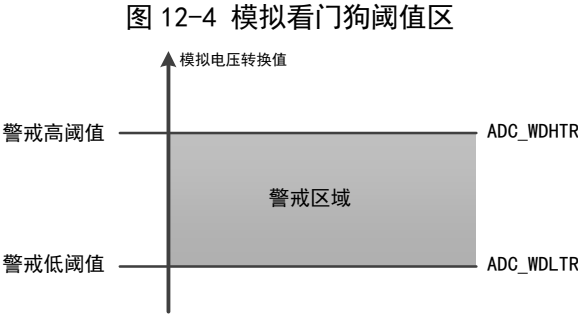 图 12-4 模拟看门狗阈值区
模拟电压转换值
警戒高阈值
ADC_WDHTR
警戒区域
警戒低阈值
ADC_WDLTR